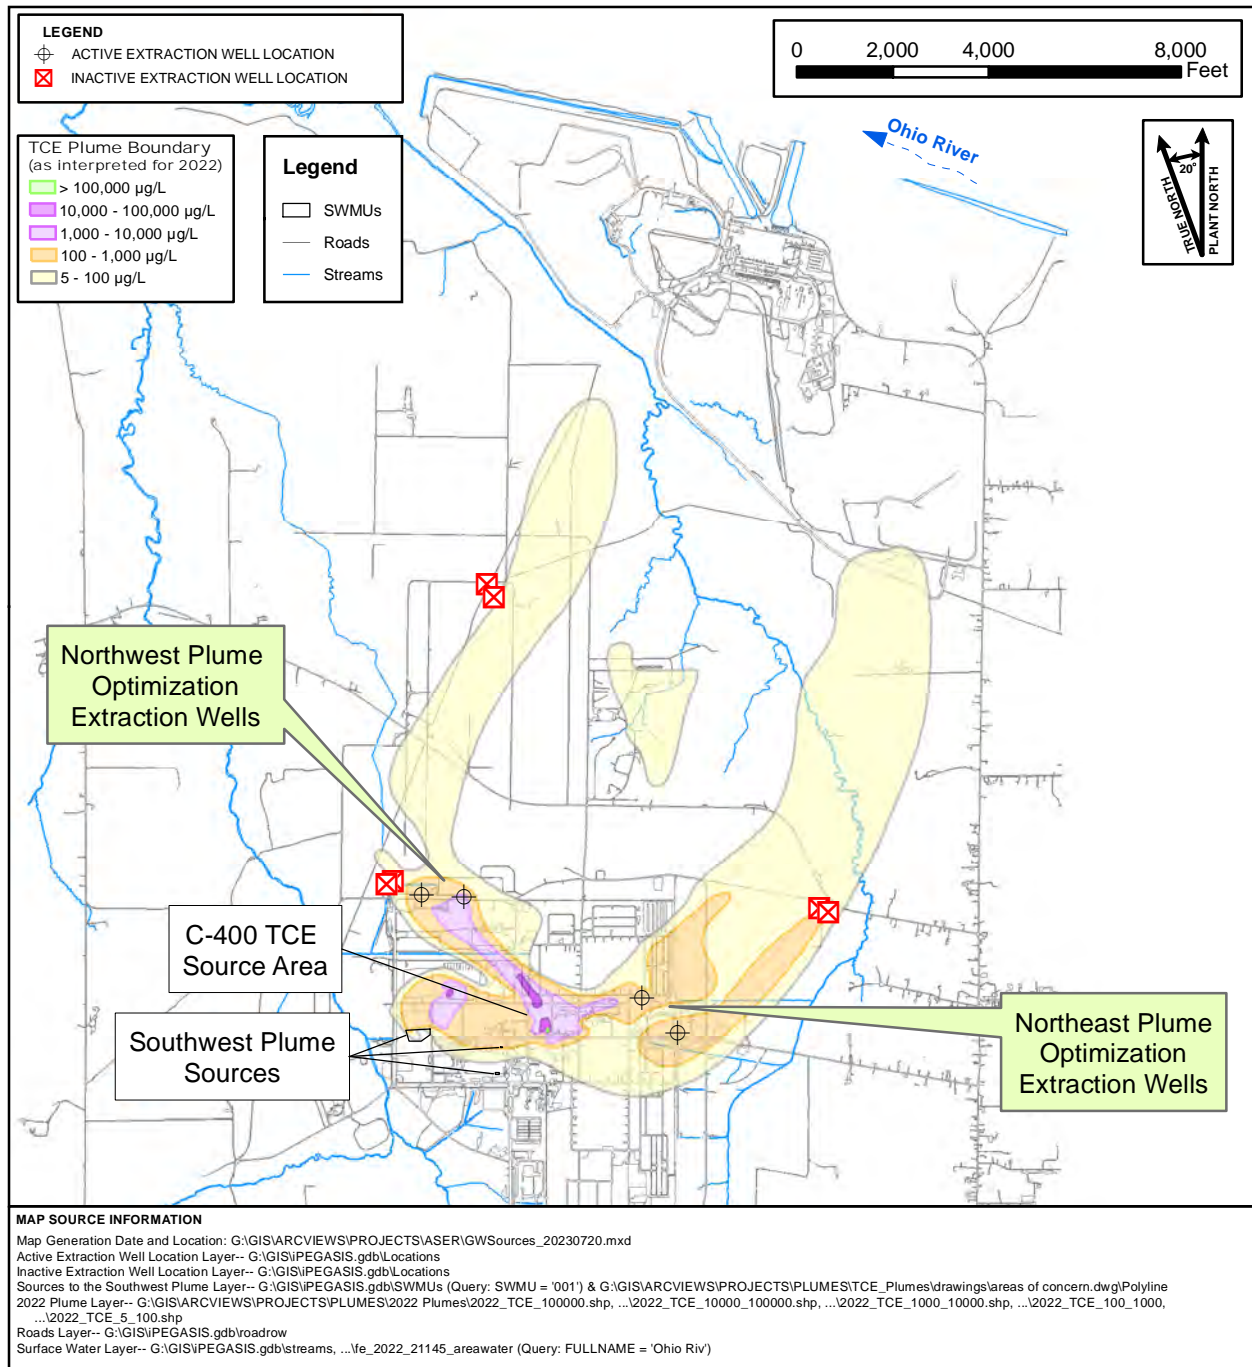 LEGEND
ACTIVE EXTRACTION WELL LOCATION
INACTIVE EXTRACTION WELL LOCATION
0 2,000 4,000 8,000
Feet
TCE Plume Boundary
(as interpreted for 2022)
> 100,000 µg/L
10,000 - 100,000 µg/L
1,000 - 10,000 µg/L
100 - 1,000 µg/L
5 - 100 µg/L
Legend
SWMUs
Roads
Streams
Ohio River
20°
TRUE NORTH
PLANT NORTH
Northwest Plume
Optimization
Extraction Wells
C-400 TCE
Source Area
Southwest Plume
Sources
Northeast Plume
Optimization
Extraction Wells
MAP SOURCE INFORMATION
Map Generation Date and Location: G:\GIS\ARCVIEWS\PROJECTS\ASER\GWSources_20230720.mxd
Active Extraction Well Location Layer-- G:\GIS\iPEGASIS.gdb\Locations
Inactive Extraction Well Location Layer-- G:\GIS\iPEGASIS.gdb\Locations
Sources to the Southwest Plume Layer-- G:\GIS\iPEGASIS.gdb\SWMUs (Query: SWMU = '001') & G:\GIS\ARCVIEWS\PROJECTS\PLUMES\TCE_Plumes\drawings\areas of concern.dwg\Polyline
2022 Plume Layer-- G:\GIS\ARCVIEWS\PROJECTS\PLUMES\2022 Plumes\2022_TCE_100000.shp, ...\2022_TCE_10000_100000.shp, ...\2022_TCE_1000_10000.shp, ...\2022_TCE_100_1000,
...\2022_TCE_5_100.shp
Roads Layer-- G:\GIS\iPEGASIS.gdb\roadrow
Surface Water Layer-- G:\GIS\iPEGASIS.gdb\streams, ...\fe_2022_21145_areawater (Query: FULLNAME = 'Ohio Riv')